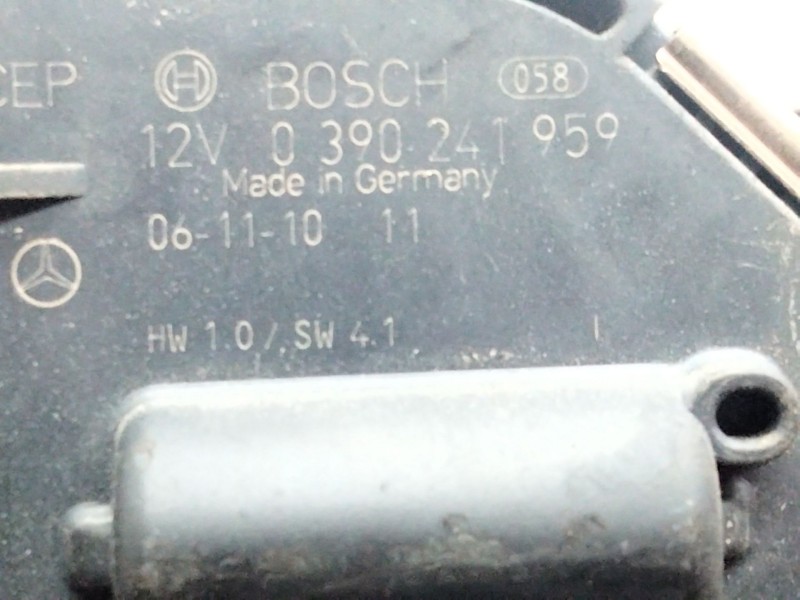 CEP BOSCH 058
12V 0 390 241 959
Made in Germany
06-11-10 11
HW 1.0/ SW 4.1